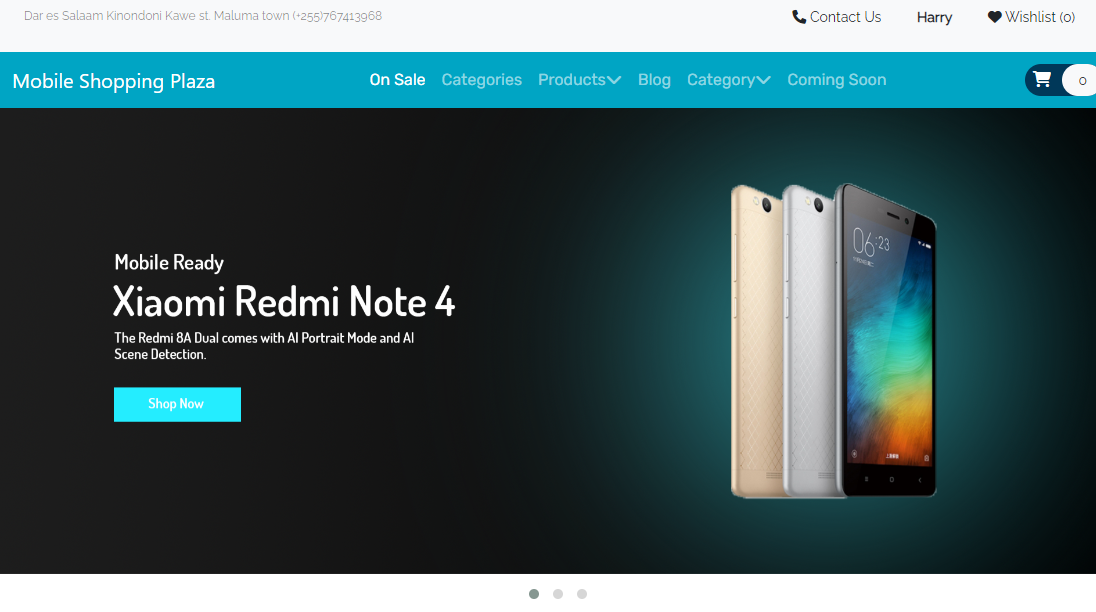 Dar es Salaam Kinondoni Kawe st. Maluma town (+255)767413968
Contact Us
Harry
Wishlist (0)
Mobile Shopping Plaza
On Sale
Categories
Products
Blog
Category
Coming Soon
0
Mobile Ready
Xiaomi Redmi Note 4
The Redmi 8A Dual comes with AI Portrait Mode and AI
Scene Detection.
Shop Now
06:23